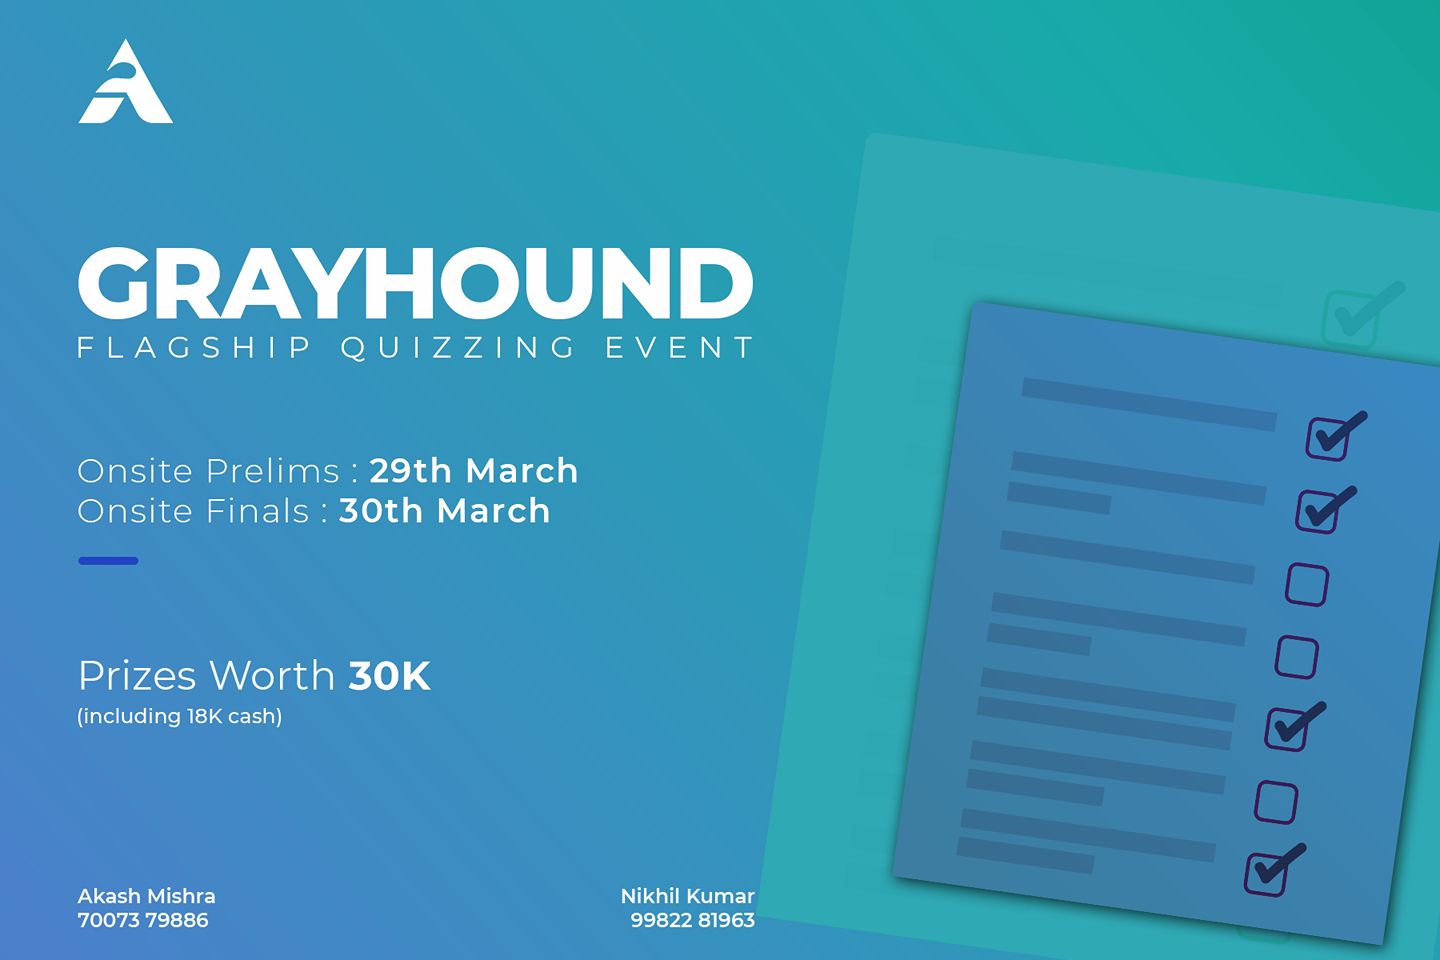 GRAYHOUND
FLAGSHIP QUIZZING EVENT
Onsite Prelims : 29th March
Onsite Finals : 30th March
Prizes Worth 30K
(including 18K cash)
Akash Mishra
70073 79886
Nikhil Kumar
99822 81963